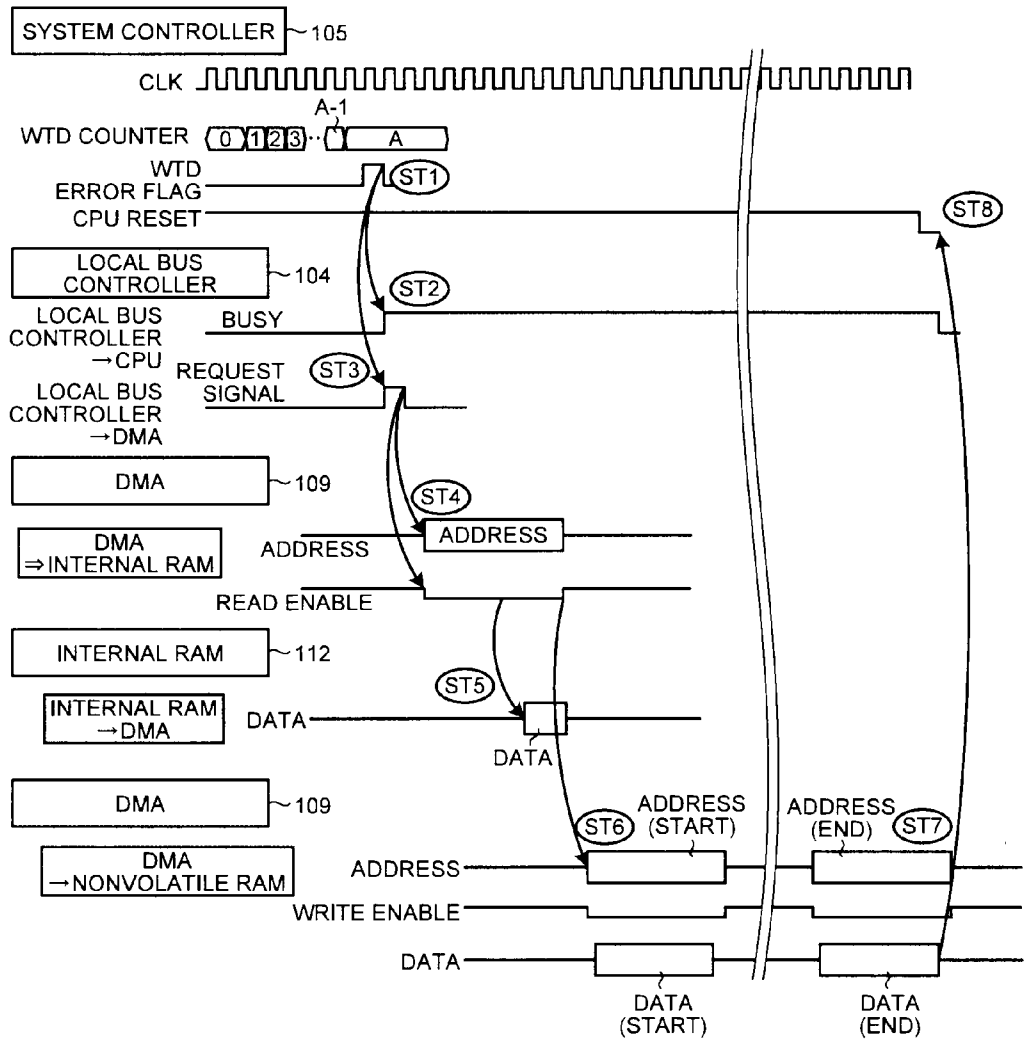 SYSTEM CONTROLLER 105
CLK
A-1
WTD COUNTER 0 1 2 3 ·· A
WTD
ERROR FLAG
ST1
CPU RESET
ST8
LOCAL BUS
CONTROLLER
104
ST2
LOCAL BUS
CONTROLLER
→CPU
BUSY
ST3
REQUEST
SIGNAL
LOCAL BUS
CONTROLLER
→DMA
DMA 109
ST4
DMA
⇒INTERNAL RAM
ADDRESS
ADDRESS
READ ENABLE
INTERNAL RAM 112
ST5
INTERNAL RAM
→DMA
DATA
DATA
DMA 109
ST6
ADDRESS
(START)
ADDRESS
(END)
ST7
DMA
→NONVOLATILE RAM
ADDRESS
WRITE ENABLE
DATA
DATA
(START)
DATA
(END)